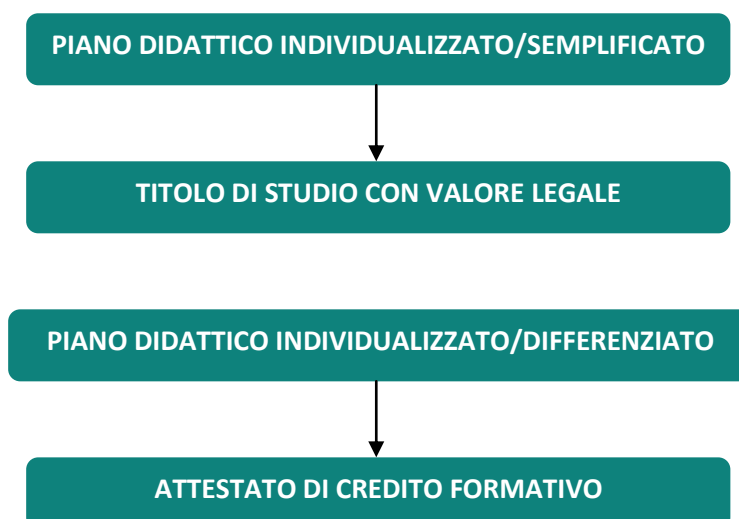 PIANO DIDATTICO INDIVIDUALIZZATO/SEMPLIFICATO
TITOLO DI STUDIO CON VALORE LEGALE
PIANO DIDATTICO INDIVIDUALIZZATO/DIFFERENZIATO
ATTESTATO DI CREDITO FORMATIVO